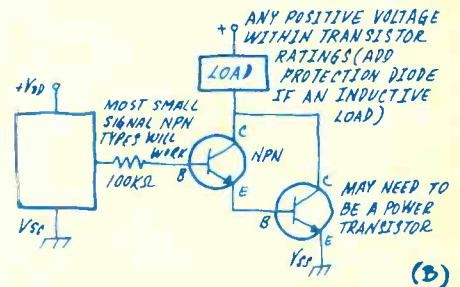 ANY POSITIVE VOLTAGE
WITHIN TRANSISTOR
RATINGS (ADD
PROTECTION DIODE
IF AN INDUCTIVE
LOAD)
+
LOAD
+VDD
MOST SMALL
SIGNAL NPN
TYPES WILL
WORK
100KΩ
B
C
NPN
E
C
B
E
MAY NEED TO
BE A POWER
TRANSISTOR
VSS
VSS
(B)